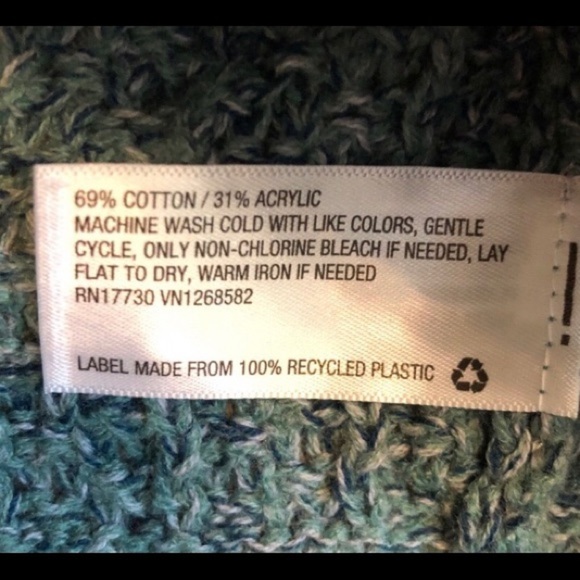 69% COTTON / 31% ACRYLIC
MACHINE WASH COLD WITH LIKE COLORS, GENTLE
CYCLE, ONLY NON-CHLORINE BLEACH IF NEEDED, LAY
FLAT TO DRY, WARM IRON IF NEEDED
RN17730 VN1268582
LABEL MADE FROM 100% RECYCLED PLASTIC